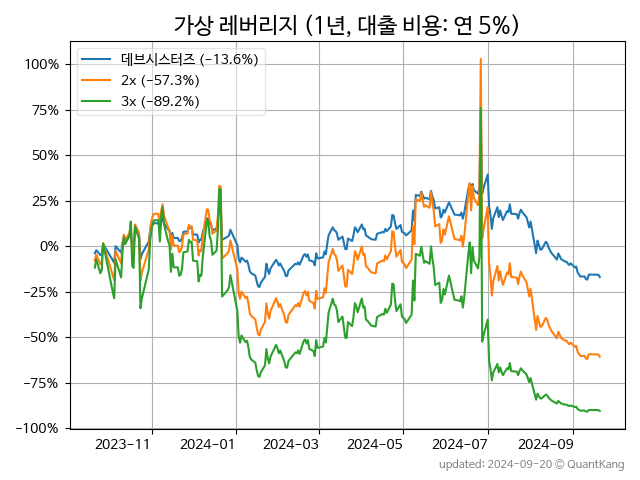 가상 레버리지 (1년, 대출 비용: 연 5%)
데브시스터즈 (−13.6%)
2x (−57.3%)
3x (−89.2%)
100%
75%
50%
25%
0%
−25%
−50%
−75%
−100%
2023-11 2024-01 2024-03 2024-05 2024-07 2024-09
updated: 2024-09-20 © QuantKang